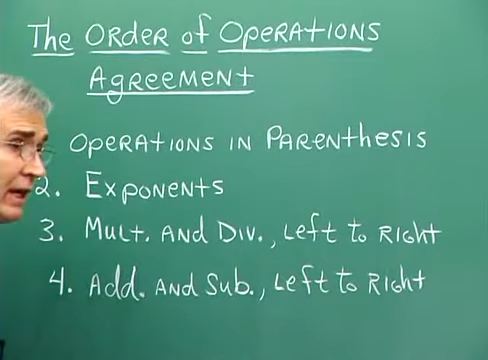 The Order of Operations
Agreement
Operations in Parenthesis
2. Exponents
3. Mult. and Div., Left to Right
4. Add. and Sub., Left to Right